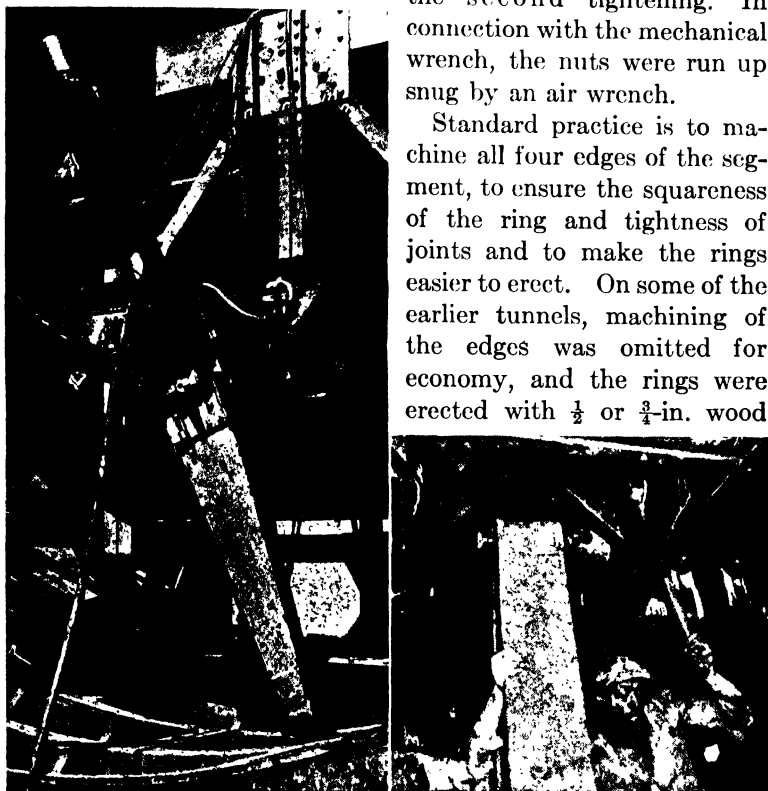 the second tightening. In
connection with the mechanical
wrench, the nuts were run up
snug by an air wrench.
Standard practice is to ma-
chine all four edges of the seg-
ment, to ensure the squareness
of the ring and tightness of
joints and to make the rings
easier to erect. On some of the
earlier tunnels, machining of
the edges was omitted for
economy, and the rings were
erected with ½ or ¾-in. wood